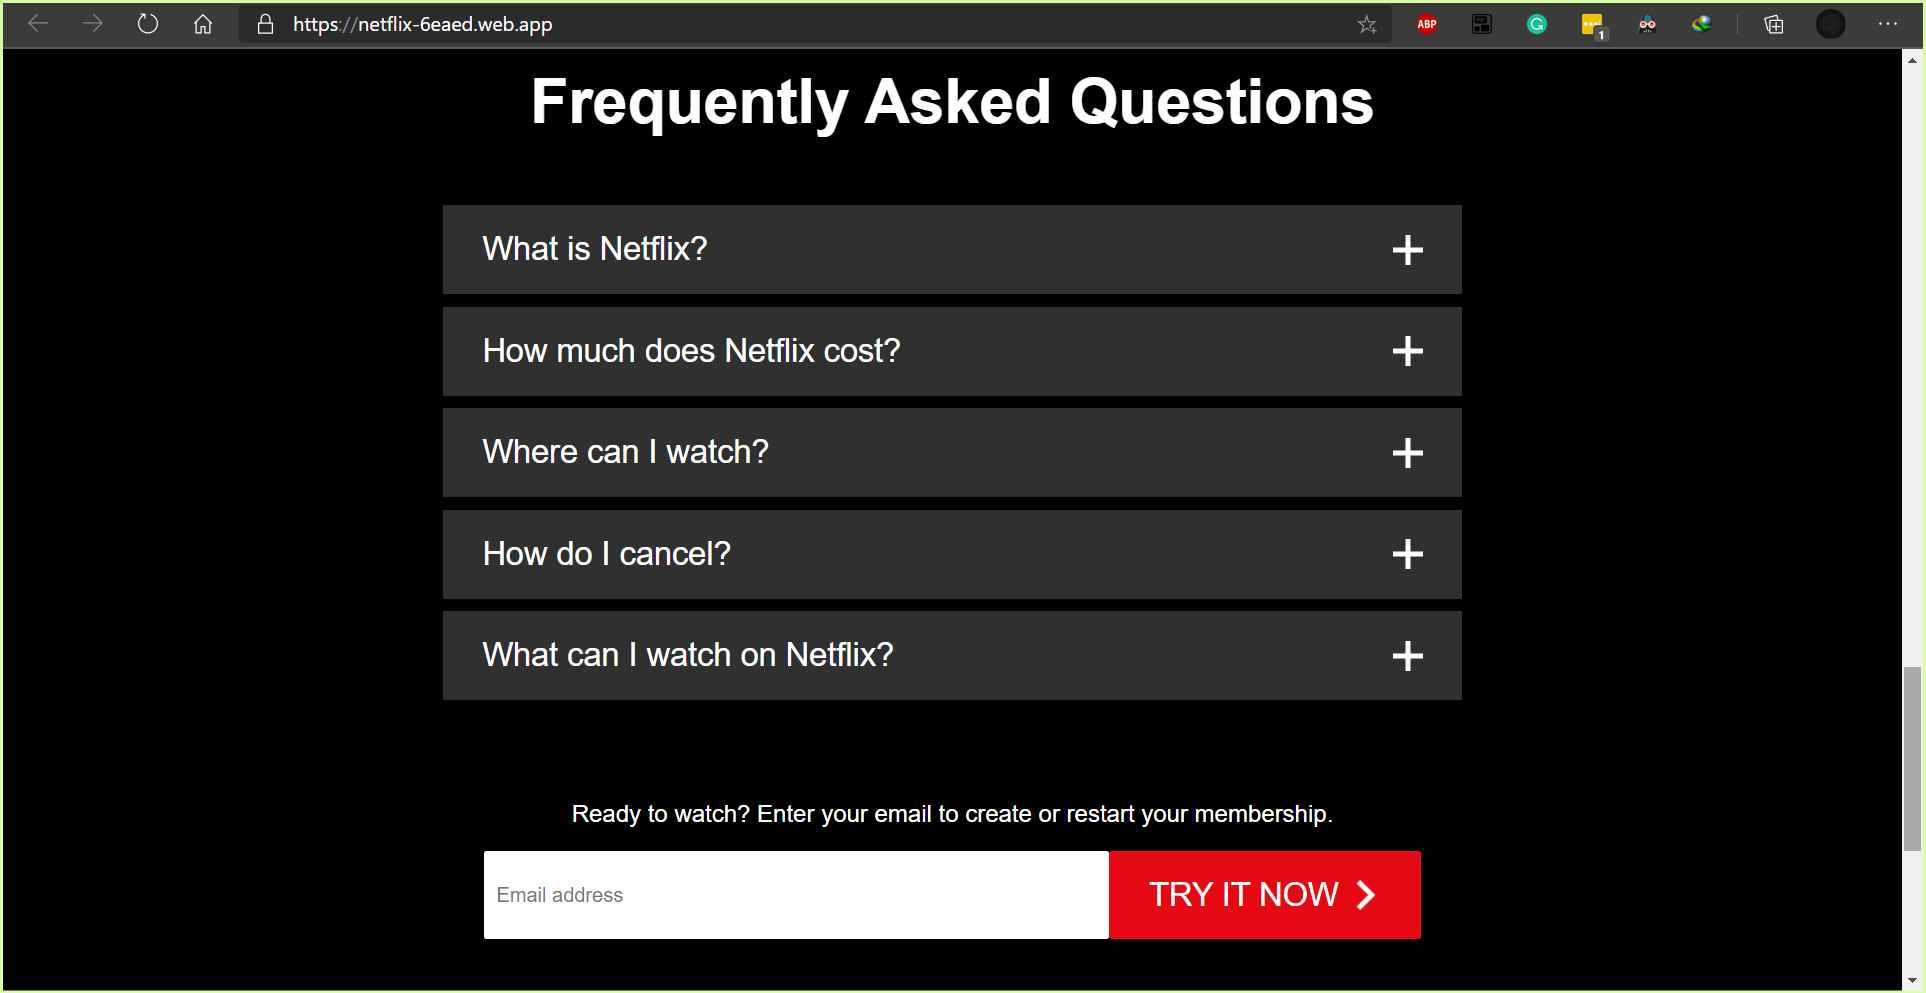 https://netflix-6eaed.web.app
ABP
1
Frequently Asked Questions
What is Netflix?
How much does Netflix cost?
Where can I watch?
How do I cancel?
What can I watch on Netflix?
Ready to watch? Enter your email to create or restart your membership.
Email address
TRY IT NOW